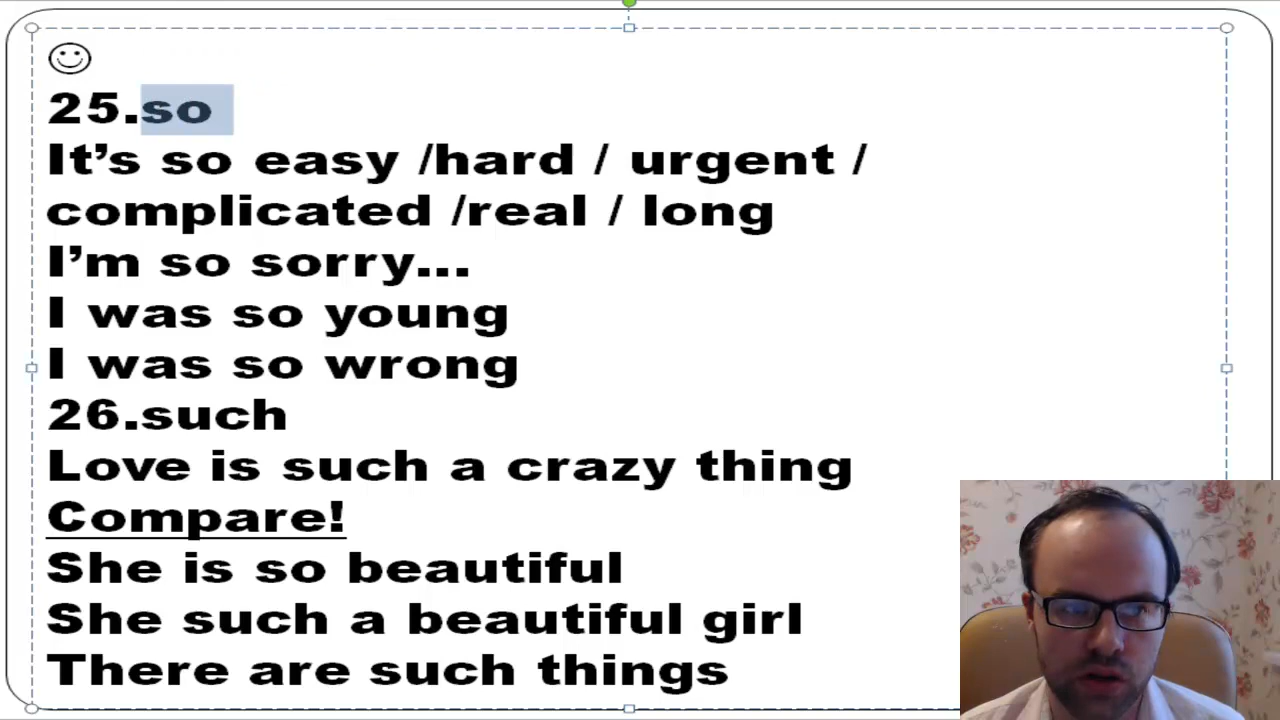 25.so
It’s so easy /hard / urgent /
complicated /real / long
I’m so sorry...
I was so young
I was so wrong
26.such
Love is such a crazy thing
Compare!
She is so beautiful
She such a beautiful girl
There are such things